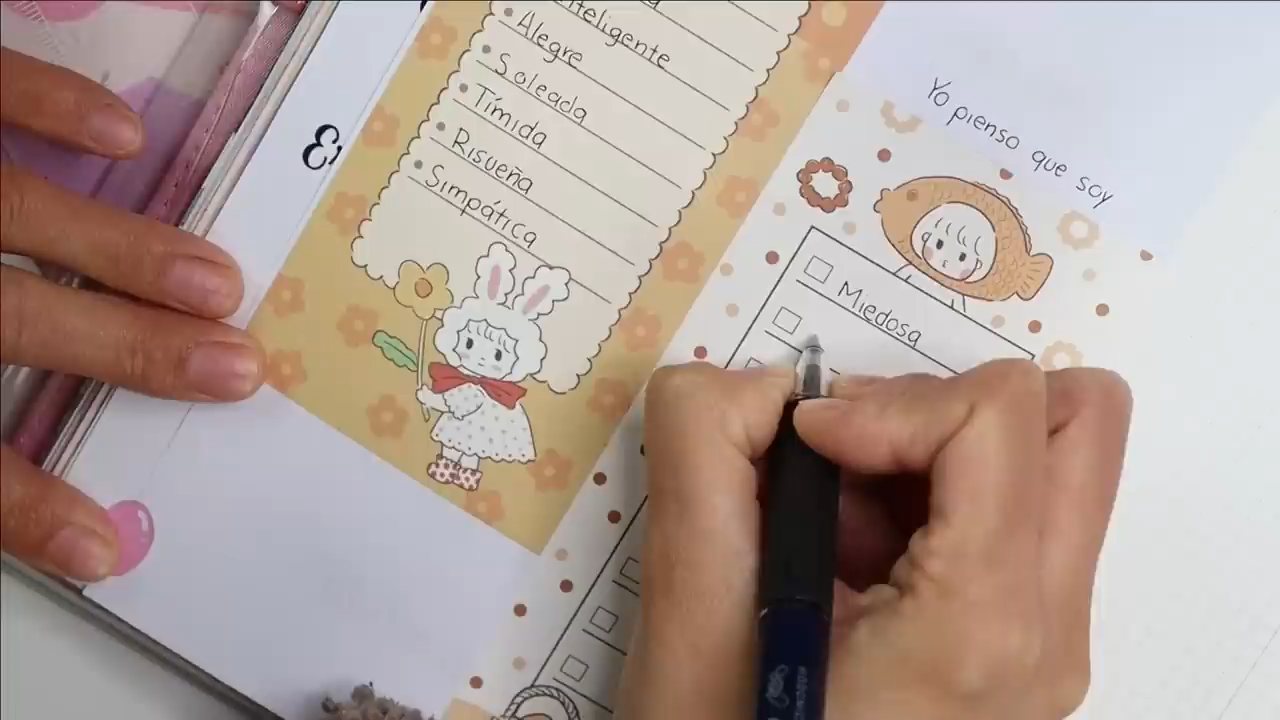 Inteligente
Alegre
Soleada
Tímida
Risueña
Simpática
Yo pienso que soy
Miedosa